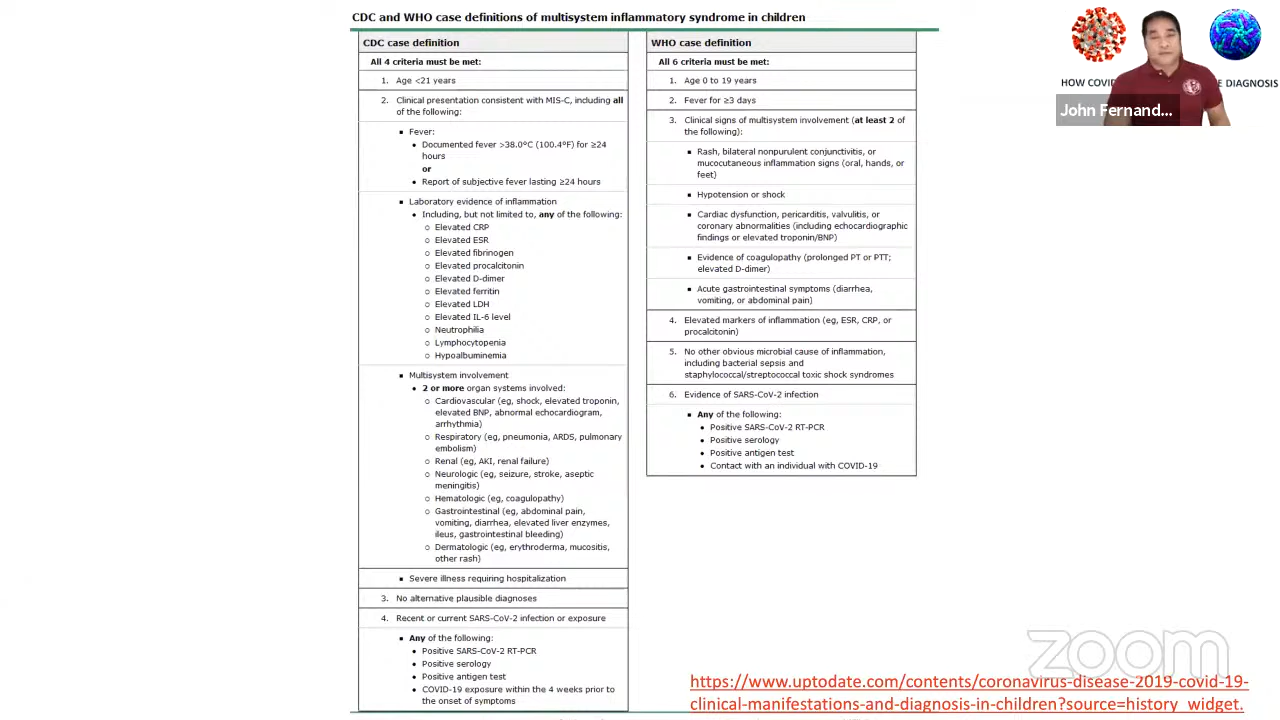 CDC and WHO case definitions of multisystem inflammatory syndrome in children
CDC case definition
All 4 criteria must be met:
1. Age <21 years
2. Clinical presentation consistent with MIS-C, including all
of the following:
▪ Fever:
• Documented fever >38.0°C (100.4°F) for ≥24
hours
or
• Report of subjective fever lasting ≥24 hours
▪ Laboratory evidence of inflammation
• Including, but not limited to, any of the following:
○ Elevated CRP
○ Elevated ESR
○ Elevated fibrinogen
○ Elevated procalcitonin
○ Elevated D-dimer
○ Elevated ferritin
○ Elevated LDH
○ Elevated IL-6 level
○ Neutrophilia
○ Lymphocytopenia
○ Hypoalbuminemia
▪ Multisystem involvement
• 2 or more organ systems involved:
○ Cardiovascular (eg, shock, elevated troponin,
elevated BNP, abnormal echocardiogram,
arrhythmia)
○ Respiratory (eg, pneumonia, ARDS, pulmonary
embolism)
○ Renal (eg, AKI, renal failure)
○ Neurologic (eg, seizure, stroke, aseptic
meningitis)
○ Hematologic (eg, coagulopathy)
○ Gastrointestinal (eg, abdominal pain,
vomiting, diarrhea, elevated liver enzymes,
ileus, gastrointestinal bleeding)
○ Dermatologic (eg, erythroderma, mucositis,
other rash)
▪ Severe illness requiring hospitalization
3. No alternative plausible diagnoses
4. Recent or current SARS-CoV-2 infection or exposure
▪ Any of the following:
• Positive SARS-CoV-2 RT-PCR
• Positive serology
• Positive antigen test
• COVID-19 exposure within the 4 weeks prior to
the onset of symptoms
WHO case definition
All 6 criteria must be met:
1. Age 0 to 19 years
2. Fever for ≥3 days
3. Clinical signs of multisystem involvement (at least 2 of
the following):
▪ Rash, bilateral nonpurulent conjunctivitis, or
mucocutaneous inflammation signs (oral, hands, or
feet)
▪ Hypotension or shock
▪ Cardiac dysfunction, pericarditis, valvulitis, or
coronary abnormalities (including echocardiographic
findings or elevated troponin/BNP)
▪ Evidence of coagulopathy (prolonged PT or PTT;
elevated D-dimer)
▪ Acute gastrointestinal symptoms (diarrhea,
vomiting, or abdominal pain)
4. Elevated markers of inflammation (eg, ESR, CRP, or
procalcitonin)
5. No other obvious microbial cause of inflammation,
including bacterial sepsis and
staphylococcal/streptococcal toxic shock syndromes
6. Evidence of SARS-CoV-2 infection
▪ Any of the following:
• Positive SARS-CoV-2 RT-PCR
• Positive serology
• Positive antigen test
• Contact with an individual with COVID-19
HOW COVI E DIAGNOSIS
John Fernand...
zoom
https://www.uptodate.com/contents/coronavirus-disease-2019-covid-19-
clinical-manifestations-and-diagnosis-in-children?source=history_widget.